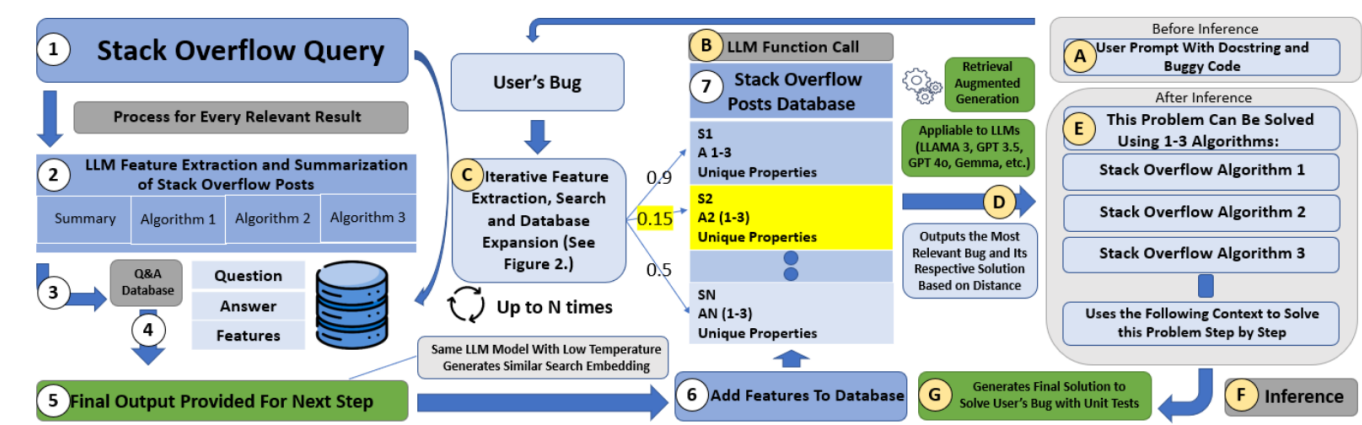 1
Stack Overflow Query
Process for Every Relevant Result
2
LLM Feature Extraction and Summarization
of Stack Overflow Posts
Summary
Algorithm 1
Algorithm 2
Algorithm 3
3
Q&A
Database
Question
Answer
Features
4
5
Final Output Provided For Next Step
User's Bug
C
Iterative Feature
Extraction, Search
and Database
Expansion (See
Figure 2.)
Up to N times
Same LLM Model With Low Temperature
Generates Similar Search Embedding
0.9
0.15
0.5
B
LLM Function Call
7
Stack Overflow
Posts Database
S1
A 1-3
Unique Properties
S2
A2 (1-3)
Unique Properties
SN
AN (1-3)
Unique Properties
6
Add Features To Database
Retrieval
Augmented
Generation
Appliable to LLMs
(LLAMA 3, GPT 3.5,
GPT 4o, Gemma, etc.)
D
Outputs the Most
Relevant Bug and Its
Respective Solution
Based on Distance
Before Inference
A
User Prompt With Docstring and
Buggy Code
After Inference
E
This Problem Can Be Solved
Using 1-3 Algorithms:
Stack Overflow Algorithm 1
Stack Overflow Algorithm 2
Stack Overflow Algorithm 3
Uses the Following Context to Solve
this Problem Step by Step
G
Generates Final Solution to
Solve User's Bug with Unit Tests
F
Inference